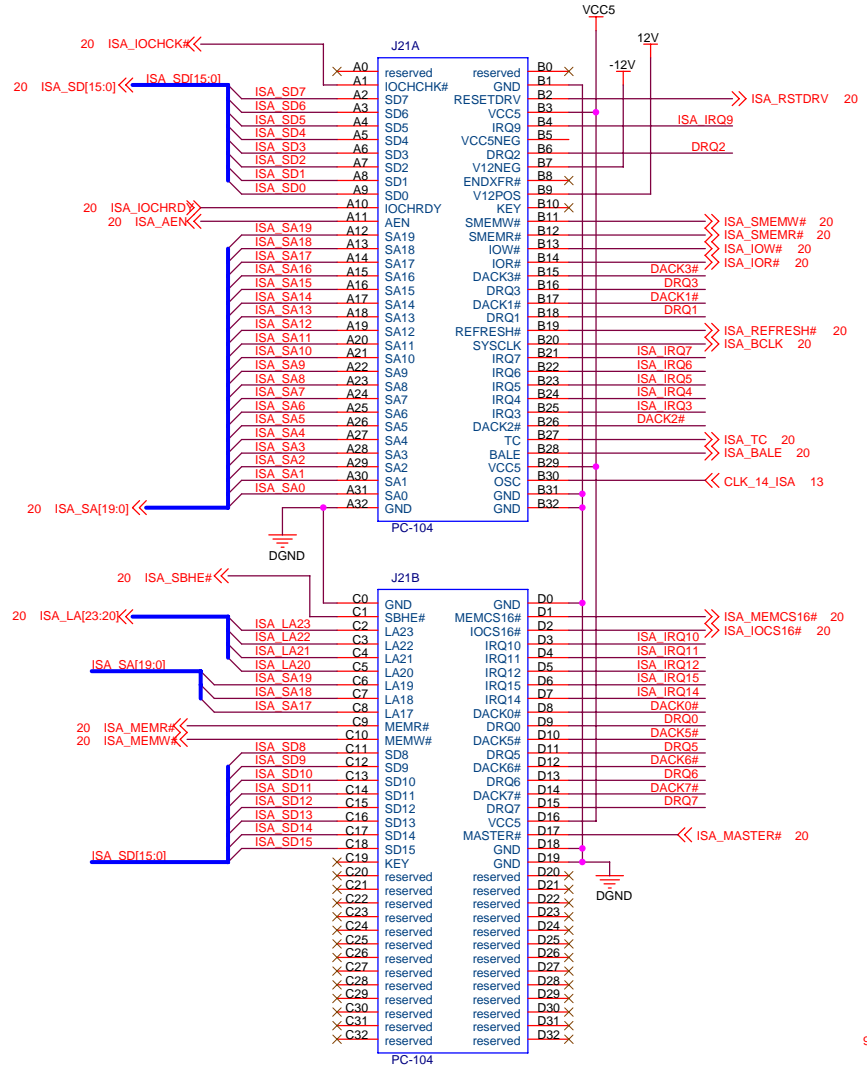 VCC5
12V
-12V
J21A
20 ISA_IOCHCK#
A0 reserved reserved B0
A1 IOCHCHK# GND B1
20 ISA_SD[15:0] ISA_SD[15:0]
ISA_SD7 A2 SD7 RESETDRV B2 ISA_RSTDRV 20
ISA_SD6 A3 SD6 VCC5 B3
ISA_SD5 A4 SD5 IRQ9 B4 ISA_IRQ9
ISA_SD4 A5 SD4 VCC5NEG B5
ISA_SD3 A6 SD3 DRQ2 B6 DRQ2
ISA_SD2 A7 SD2 V12NEG B7
ISA_SD1 A8 SD1 ENDXFR# B8
ISA_SD0 A9 SD0 V12POS B9
20 ISA_IOCHRDY A10 IOCHRDY KEY B10
20 ISA_AEN A11 AEN SMEMW# B11 ISA_SMEMW# 20
ISA_SA19 A12 SA19 SMEMR# B12 ISA_SMEMR# 20
ISA_SA18 A13 SA18 IOW# B13 ISA_IOW# 20
ISA_SA17 A14 SA17 IOR# B14 ISA_IOR# 20
ISA_SA16 A15 SA16 DACK3# B15 DACK3#
ISA_SA15 A16 SA15 DRQ3 B16 DRQ3
ISA_SA14 A17 SA14 DACK1# B17 DACK1#
ISA_SA13 A18 SA13 DRQ1 B18 DRQ1
ISA_SA12 A19 SA12 REFRESH# B19 ISA_REFRESH# 20
ISA_SA11 A20 SA11 SYSCLK B20 ISA_BCLK 20
ISA_SA10 A21 SA10 IRQ7 B21 ISA_IRQ7
ISA_SA9 A22 SA9 IRQ6 B22 ISA_IRQ6
ISA_SA8 A23 SA8 IRQ5 B23 ISA_IRQ5
ISA_SA7 A24 SA7 IRQ4 B24 ISA_IRQ4
ISA_SA6 A25 SA6 IRQ3 B25 ISA_IRQ3
ISA_SA5 A26 SA5 DACK2# B26 DACK2#
ISA_SA4 A27 SA4 TC B27 ISA_TC 20
ISA_SA3 A28 SA3 BALE B28 ISA_BALE 20
ISA_SA2 A29 SA2 VCC5 B29
ISA_SA1 A30 SA1 OSC B30 CLK_14_ISA 13
ISA_SA0 A31 SA0 GND B31
20 ISA_SA[19:0] A32 GND GND B32
PC-104
DGND
J21B
20 ISA_SBHE#
C0 GND GND D0
C1 SBHE# MEMCS16# D1 ISA_MEMCS16# 20
20 ISA_LA[23:20]
ISA_LA23 C2 LA23 IOCS16# D2 ISA_IOCS16# 20
ISA_LA22 C3 LA22 IRQ10 D3 ISA_IRQ10
ISA_LA21 C4 LA21 IRQ11 D4 ISA_IRQ11
ISA_LA20 C5 LA20 IRQ12 D5 ISA_IRQ12
ISA_SA[19:0]
ISA_SA19 C6 LA19 IRQ15 D6 ISA_IRQ15
ISA_SA18 C7 LA18 IRQ14 D7 ISA_IRQ14
ISA_SA17 C8 LA17 DACK0# D8 DACK0#
20 ISA_MEMR# C9 MEMR# DRQ0 D9 DRQ0
20 ISA_MEMW# C10 MEMW# DACK5# D10 DACK5#
ISA_SD8 C11 SD8 DRQ5 D11 DRQ5
ISA_SD9 C12 SD9 DACK6# D12 DACK6#
ISA_SD10 C13 SD10 DRQ6 D13 DRQ6
ISA_SD11 C14 SD11 DACK7# D14 DACK7#
ISA_SD12 C15 SD12 DRQ7 D15 DRQ7
ISA_SD13 C16 SD13 VCC5 D16
ISA_SD14 C17 SD14 MASTER# D17 ISA_MASTER# 20
ISA_SD15 C18 SD15 GND D18
ISA_SD[15:0] C19 KEY GND D19
C20 reserved reserved D20
DGND
C21 reserved reserved D21
C22 reserved reserved D22
C23 reserved reserved D23
C24 reserved reserved D24
C25 reserved reserved D25
C26 reserved reserved D26
C27 reserved reserved D27
C28 reserved reserved D28
C29 reserved reserved D29
C30 reserved reserved D30
C31 reserved reserved D31
C32 reserved reserved D32
PC-104